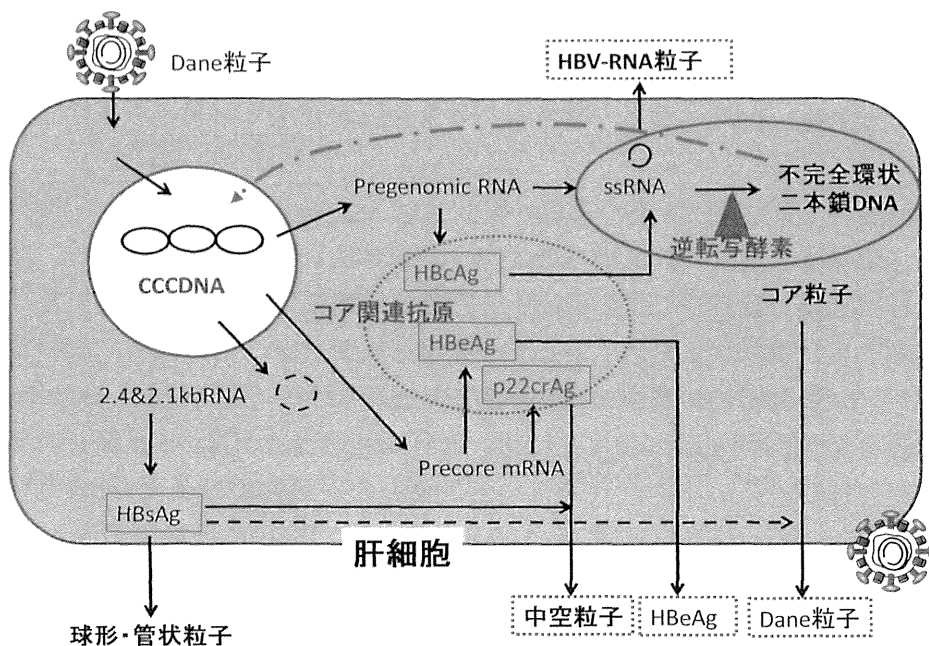 Dane粒子
HBV-RNA粒子
Pregenomic RNA
ssRNA
不完全環状
二本鎖DNA
逆転写酵素
HBcAg
CCCDNA
コア関連抗原
コア粒子
HBeAg
p22crAg
2.4&2.1kbRNA
Precore mRNA
HBsAg
肝細胞
球形・管状粒子
中空粒子
HBeAg
Dane粒子